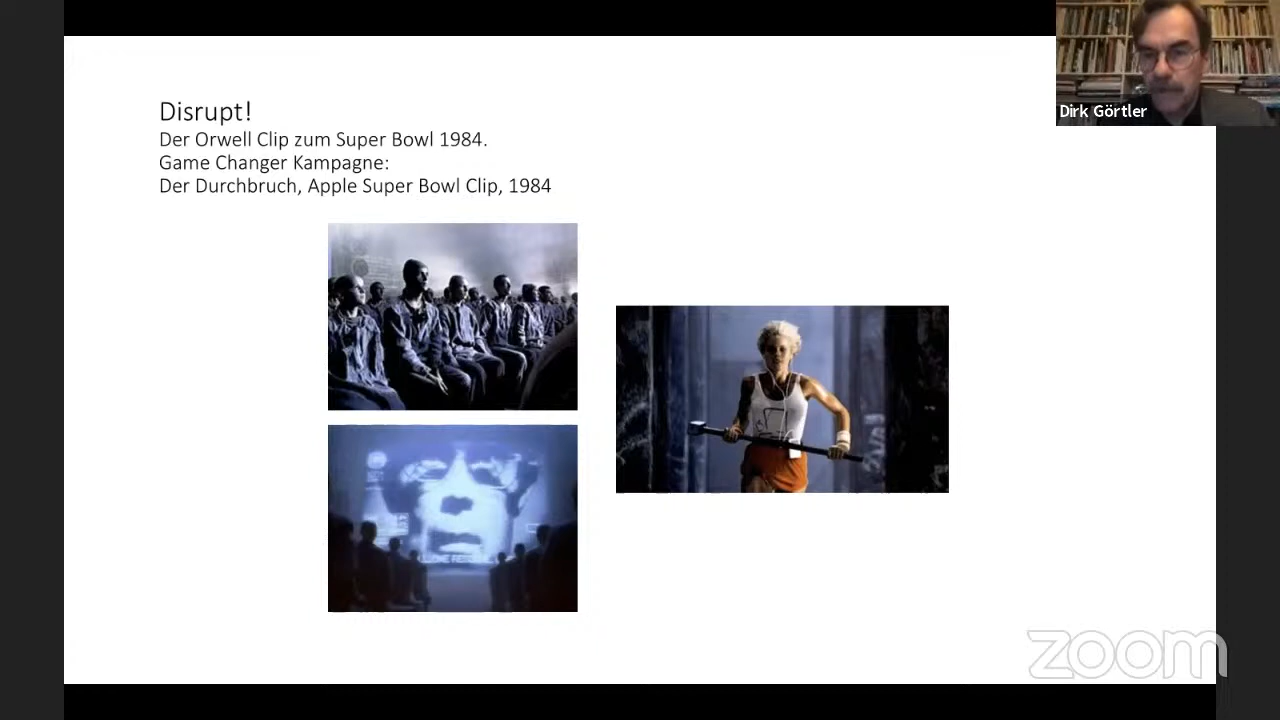 Disrupt!
Der Orwell Clip zum Super Bowl 1984.
Game Changer Kampagne:
Der Durchbruch, Apple Super Bowl Clip, 1984
Dirk Görtler
zoom